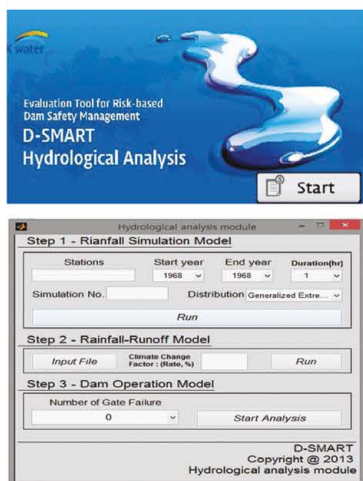 K water
Evaluation Tool for Risk-based
Dam Safety Management
D-SMART
Hydrological Analysis
Start
Hydrological analysis module
Step 1 - Rianfall Simulation Model
Stations Start year End year Duration(hr)
1968 1968 1
Simulation No. Distribution Generalized Extre...
Run
Step 2 - Rainfall-Runoff Model
Input File Climate Change Factor : (Rate, %) Run
Step 3 - Dam Operation Model
Number of Gate Failure
0 Start Analysis
D-SMART
Copyright @ 2013
Hydrological analysis module